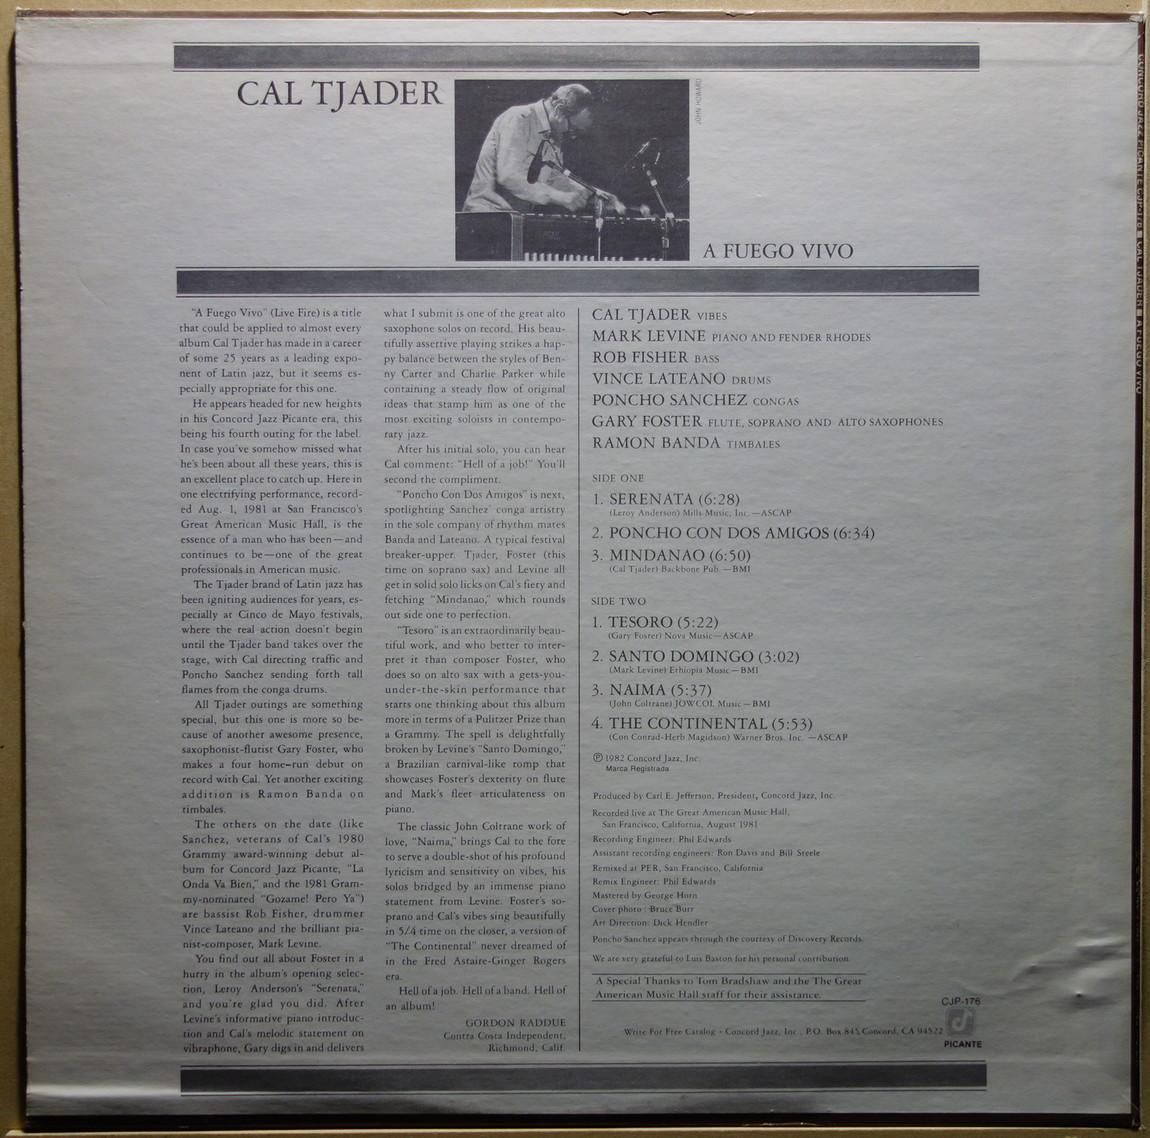 CAL TJADER
JOHN HOWARD
A FUEGO VIVO
"A Fuego Vivo" (Live Fire) is a title
that could be applied to almost every
album Cal Tjader has made in a career
of some 25 years as a leading expo-
nent of Latin jazz, but it seems es-
pecially appropriate for this one.
He appears headed for new heights
in his Concord Jazz Picante era, this
being his fourth outing for the label.
In case you've somehow missed what
he's been about all these years, this is
an excellent place to catch up. Here in
one electrifying performance, record-
ed Aug. 1, 1981 at San Francisco's
Great American Music Hall, is the
essence of a man who has been—and
continues to be—one of the great
professionals in American music.
The Tjader brand of Latin jazz has
been igniting audiences for years, es-
pecially at Cinco de Mayo festivals,
where the real action doesn't begin
until the Tjader band takes over the
stage, with Cal directing traffic and
Poncho Sanchez sending forth tall
flames from the conga drums.
All Tjader outings are something
special, but this one is more so be-
cause of another awesome presence,
saxophonist-flutist Gary Foster, who
makes a four home-run debut on
record with Cal. Yet another exciting
addition is Ramon Banda on
timbales.
The others on the date (like
Sanchez, veterans of Cal's 1980
Grammy award-winning debut al-
bum for Concord Jazz Picante, "La
Onda Va Bien," and the 1981 Gram-
my-nominated "Gozame! Pero Ya")
are bassist Rob Fisher, drummer
Vince Lateano and the brilliant pia-
nist-composer, Mark Levine.
You find out all about Foster in a
hurry in the album's opening selec-
tion, Leroy Anderson's "Serenata,"
and you're glad you did. After
Levine's informative piano introduc-
tion and Cal's melodic statement on
vibraphone, Gary digs in and delivers
what I submit is one of the great alto
saxophone solos on record. His beau-
tifully assertive playing strikes a hap-
py balance between the styles of Ben-
ny Carter and Charlie Parker while
containing a steady flow of original
ideas that stamp him as one of the
most exciting soloists in contempo-
rary jazz.
After his initial solo, you can hear
Cal comment: "Hell of a job!" You'll
second the compliment.
"Poncho Con Dos Amigos" is next,
spotlighting Sanchez' conga artistry
in the sole company of rhythm mates
Banda and Lateano. A typical festival
breaker-upper. Tjader, Foster (this
time on soprano sax) and Levine all
get in solid solo licks on Cal's fiery and
fetching "Mindanao," which rounds
out side one to perfection.
"Tesoro" is an extraordinarily beau-
tiful work, and who better to inter-
pret it than composer Foster, who
does so on alto sax with a gets-you-
under-the-skin performance that
starts one thinking about this album
more in terms of a Pulitzer Prize than
a Grammy. The spell is delightfully
broken by Levine's "Santo Domingo,"
a Brazilian carnival-like romp that
showcases Foster's dexterity on flute
and Mark's fleet articulateness on
piano.
The classic John Coltrane work of
love, "Naima," brings Cal to the fore
to serve a double-shot of his profound
lyricism and sensitivity on vibes, his
solos bridged by an immense piano
statement from Levine. Foster's so-
prano and Cal's vibes sing beautifully
in 5/4 time on the closer, a version of
"The Continental" never dreamed of
in the Fred Astaire-Ginger Rogers
era.
Hell of a job. Hell of a band. Hell of
an album!
GORDON RADDUE
Contra Costa Independent,
Richmond, Calif.
CAL TJADER VIBES
MARK LEVINE PIANO AND FENDER RHODES
ROB FISHER BASS
VINCE LATEANO DRUMS
PONCHO SANCHEZ CONGAS
GARY FOSTER FLUTE, SOPRANO AND ALTO SAXOPHONES
RAMON BANDA TIMBALES
SIDE ONE
1. SERENATA (6:28)
(Leroy Anderson) Mills Music, Inc.—ASCAP
2. PONCHO CON DOS AMIGOS (6:34)
3. MINDANAO (6:50)
(Cal Tjader) Backbone Pub.—BMI
SIDE TWO
1. TESORO (5:22)
(Gary Foster) Nova Music—ASCAP
2. SANTO DOMINGO (3:02)
(Mark Levine) Ethiopia Music—BMI
3. NAIMA (5:37)
(John Coltrane) JOWCOL Music—BMI
4. THE CONTINENTAL (5:53)
(Con Conrad-Herb Magidson) Warner Bros. Inc. —ASCAP
℗ 1982 Concord Jazz, Inc.
Marca Registrada
Produced by Carl E. Jefferson, President, Concord Jazz, Inc.
Recorded live at The Great American Music Hall,
San Francisco, California, August 1981
Recording Engineer: Phil Edwards
Assistant recording engineers: Ron Davis and Bill Steele
Remixed at PER, San Francisco, California
Remix Engineer: Phil Edwards
Mastered by George Horn
Cover photo: Bruce Burr
Art Direction: Dick Hendler
Poncho Sanchez appears through the courtesy of Discovery Records.
We are very grateful to Luis Baston for his personal contribution.
A Special Thanks to Tom Bradshaw and the The Great
American Music Hall staff for their assistance.
Write For Free Catalog • Concord Jazz, Inc., P.O. Box 845, Concord, CA 94522
CJP-176
PICANTE
CONCORD JAZZ PICANTE CJP-176 ■ CAL TJADER ■ A FUEGO VIVO